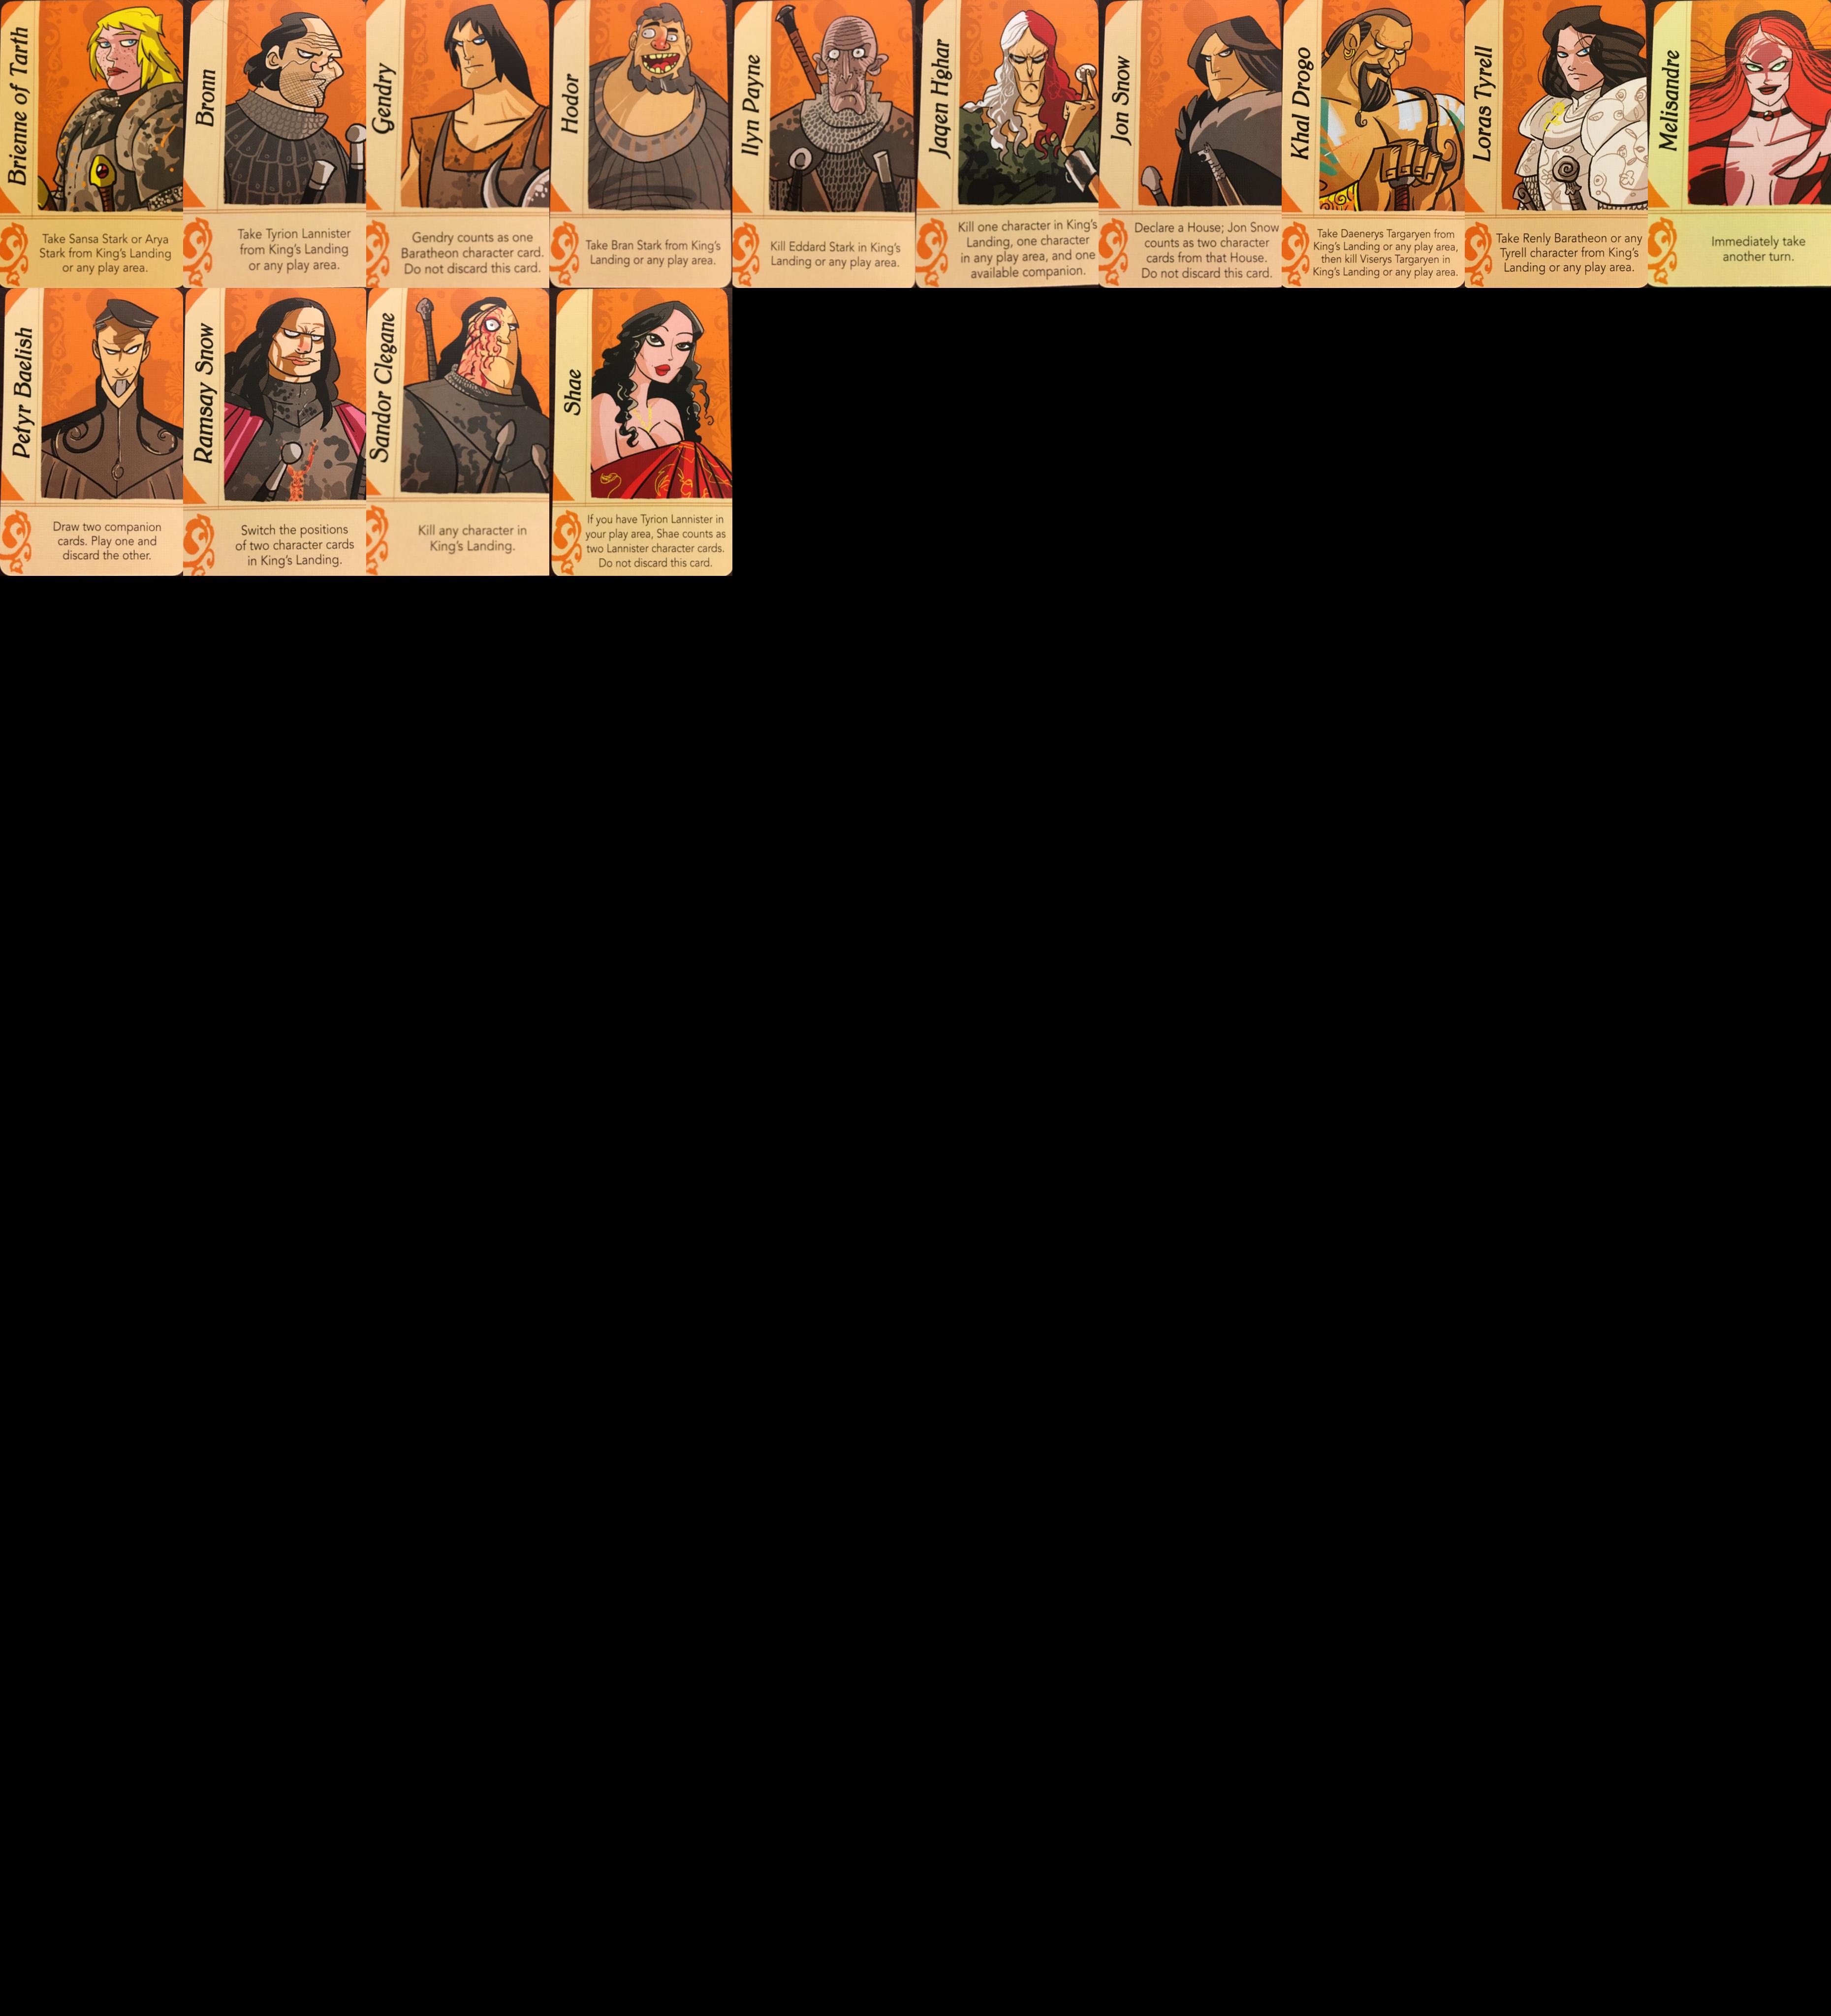 Brienne of Tarth
Take Sansa Stark or Arya
Stark from King's Landing
or any play area.
Bronn
Take Tyrion Lannister
from King's Landing
or any play area.
Gendry
Gendry counts as one
Baratheon character card.
Do not discard this card.
Hodor
Take Bran Stark from King's
Landing or any play area.
Ilyn Payne
Kill Eddard Stark in King's
Landing or any play area.
Jaqen H'ghar
Kill one character in King's
Landing, one character
in any play area, and one
available companion.
Jon Snow
Declare a House; Jon Snow
counts as two character
cards from that House.
Do not discard this card.
Khal Drogo
Take Daenerys Targaryen from
King's Landing or any play area,
then kill Viserys Targaryen in
King's Landing or any play area.
Loras Tyrell
Take Renly Baratheon or any
Tyrell character from King's
Landing or any play area.
Melisandre
Immediately take
another turn.
Petyr Baelish
Draw two companion
cards. Play one and
discard the other.
Ramsay Snow
Switch the positions
of two character cards
in King's Landing.
Sandor Clegane
Kill any character in
King's Landing.
Shae
If you have Tyrion Lannister in
your play area, Shae counts as
two Lannister character cards.
Do not discard this card.